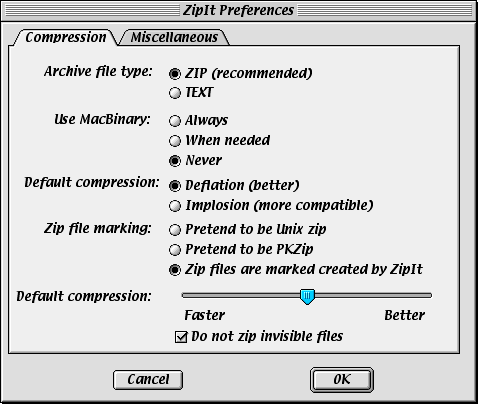 ZipIt Preferences
Compression Miscellaneous
Archive file type: ZIP (recommended)
TEXT
Use MacBinary: Always
When needed
Never
Default compression: Deflation (better)
Implosion (more compatible)
Zip file marking: Pretend to be Unix zip
Pretend to be PKZip
Zip files are marked created by ZipIt
Default compression:
Faster Better
Do not zip invisible files
Cancel OK